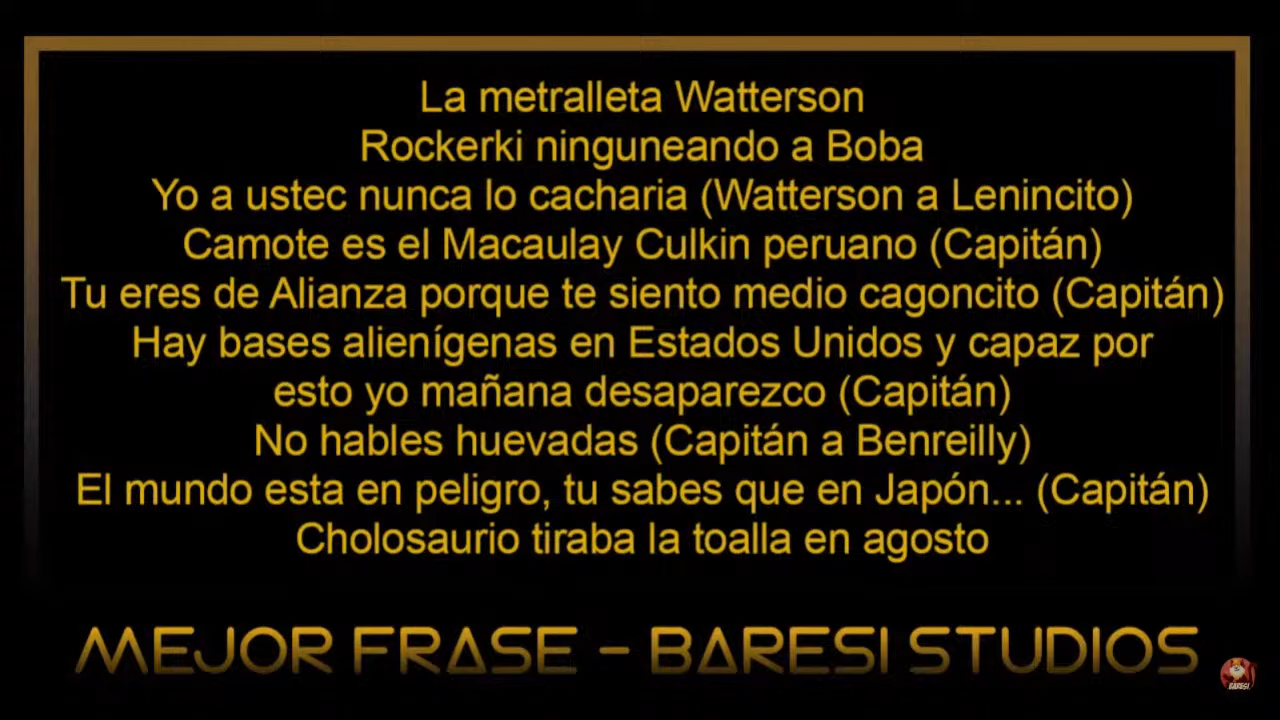 La metralleta Watterson
Rockerki ninguneando a Boba
Yo a ustec nunca lo cacharia (Watterson a Lenincito)
Camote es el Macaulay Culkin peruano (Capitán)
Tu eres de Alianza porque te siento medio cagoncito (Capitán)
Hay bases alienígenas en Estados Unidos y capaz por
esto yo mañana desaparezco (Capitán)
No hables huevadas (Capitán a Benreilly)
El mundo esta en peligro, tu sabes que en Japón... (Capitán)
Cholosaurio tiraba la toalla en agosto
MEJOR FRASE - BARESI STUDIOS
BARESI